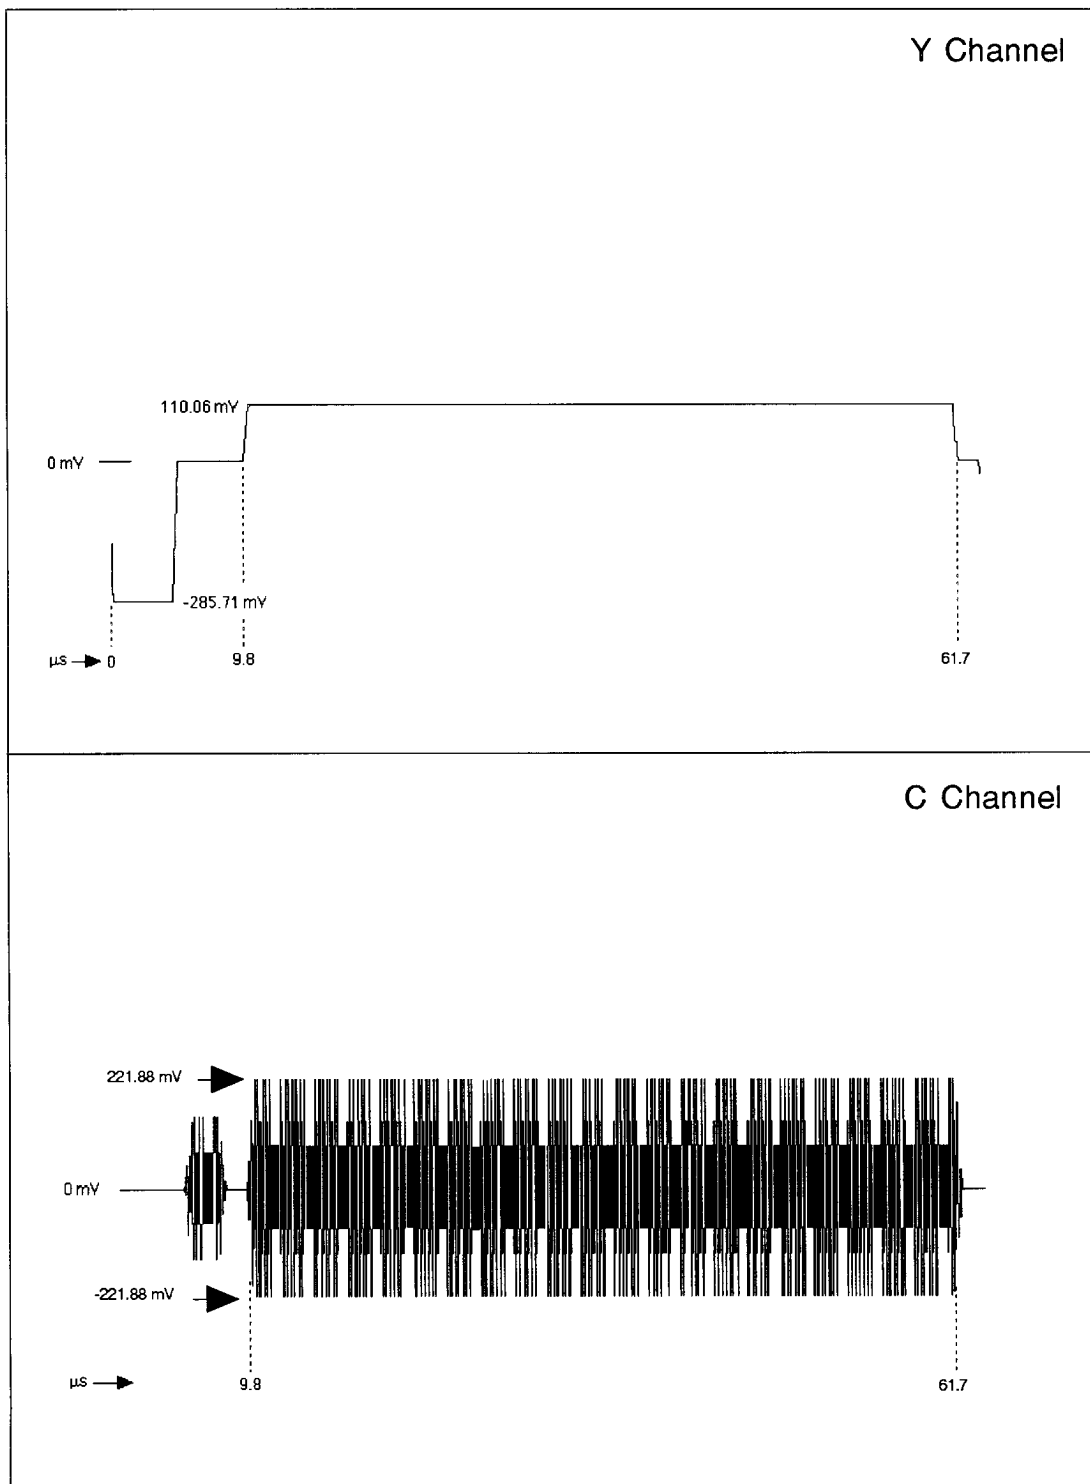 Y Channel
110.06 mV
0 mV
-285.71 mV
µs 0 9.8 61.7
C Channel
221.88 mV
0 mV
-221.88 mV
9.8 61.7
µs